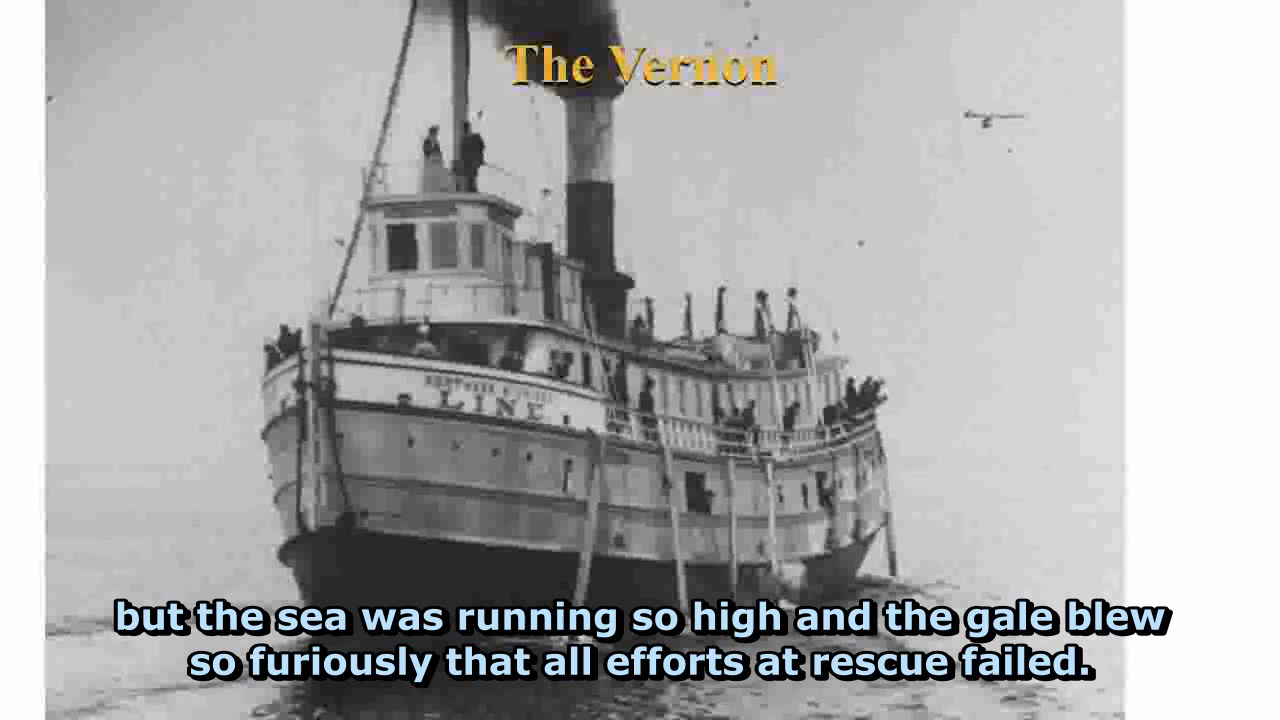 The Vernon
LINE
but the sea was running so high and the gale blew
so furiously that all efforts at rescue failed.